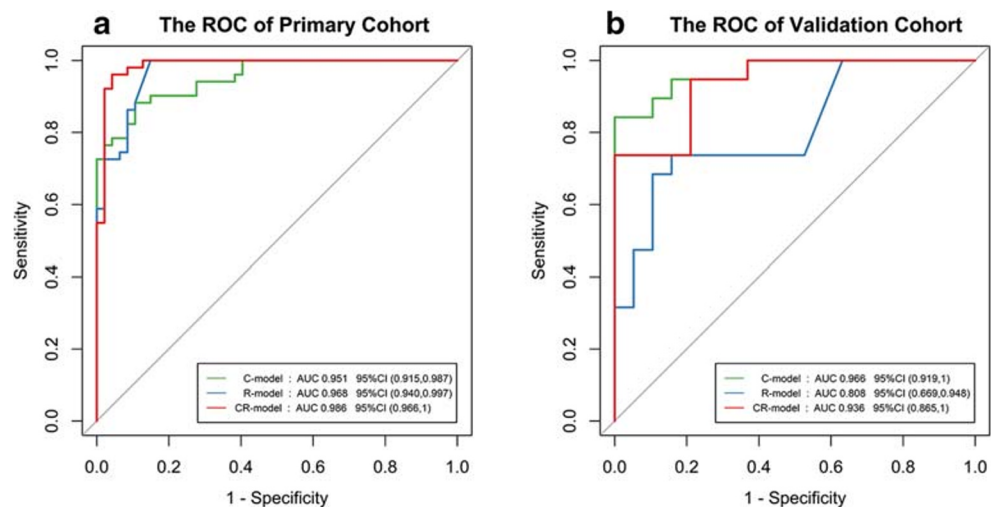 a
The ROC of Primary Cohort
Sensitivity
1.0
0.8
0.6
0.4
0.2
0.0
C-model : AUC 0.951 95%CI (0.915,0.987)
R-model : AUC 0.968 95%CI (0.940,0.997)
CR-model : AUC 0.986 95%CI (0.966,1)
0.0 0.2 0.4 0.6 0.8 1.0
1 - Specificity
b
The ROC of Validation Cohort
Sensitivity
1.0
0.8
0.6
0.4
0.2
0.0
C-model : AUC 0.966 95%CI (0.919,1)
R-model : AUC 0.808 95%CI (0.669,0.948)
CR-model : AUC 0.936 95%CI (0.865,1)
0.0 0.2 0.4 0.6 0.8 1.0
1 - Specificity